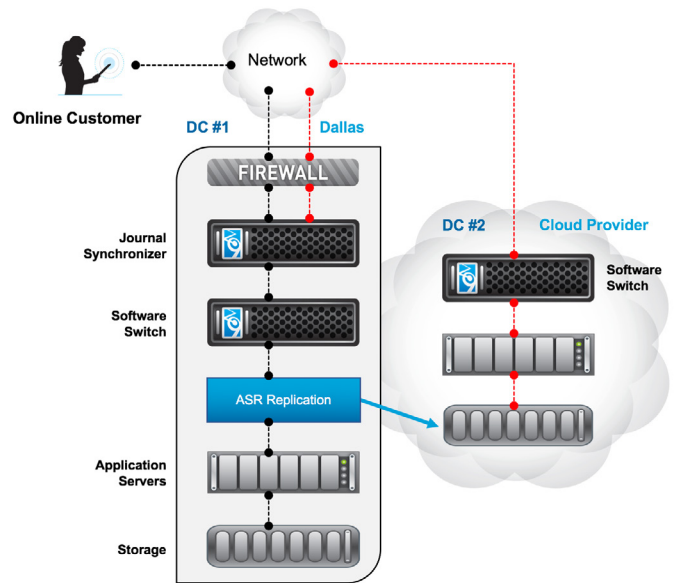 Network
Online Customer
DC #1
Dallas
FIREWALL
Journal
Synchronizer
DC #2
Cloud Provider
Software
Switch
Software
Switch
ASR Replication
Application
Servers
Storage